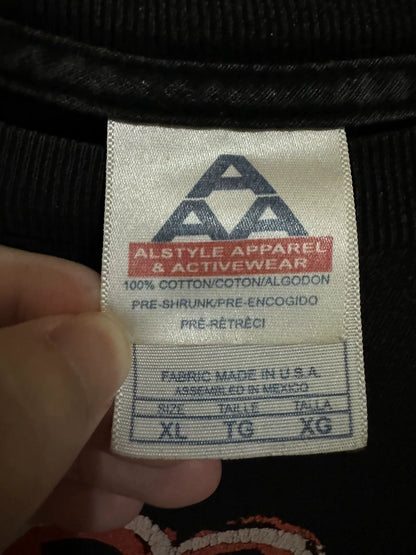 A
A A
ALSTYLE APPAREL
& ACTIVEWEAR
100% COTTON/COTON/ALGODON
PRE-SHRUNK/PRE-ENCOGIDO
PRÉ-RÉTRÉCI
FABRIC MADE IN U.S.A.
ASSEMBLED IN MEXICO
SIZE TAILLE TALLA
XL TG XG